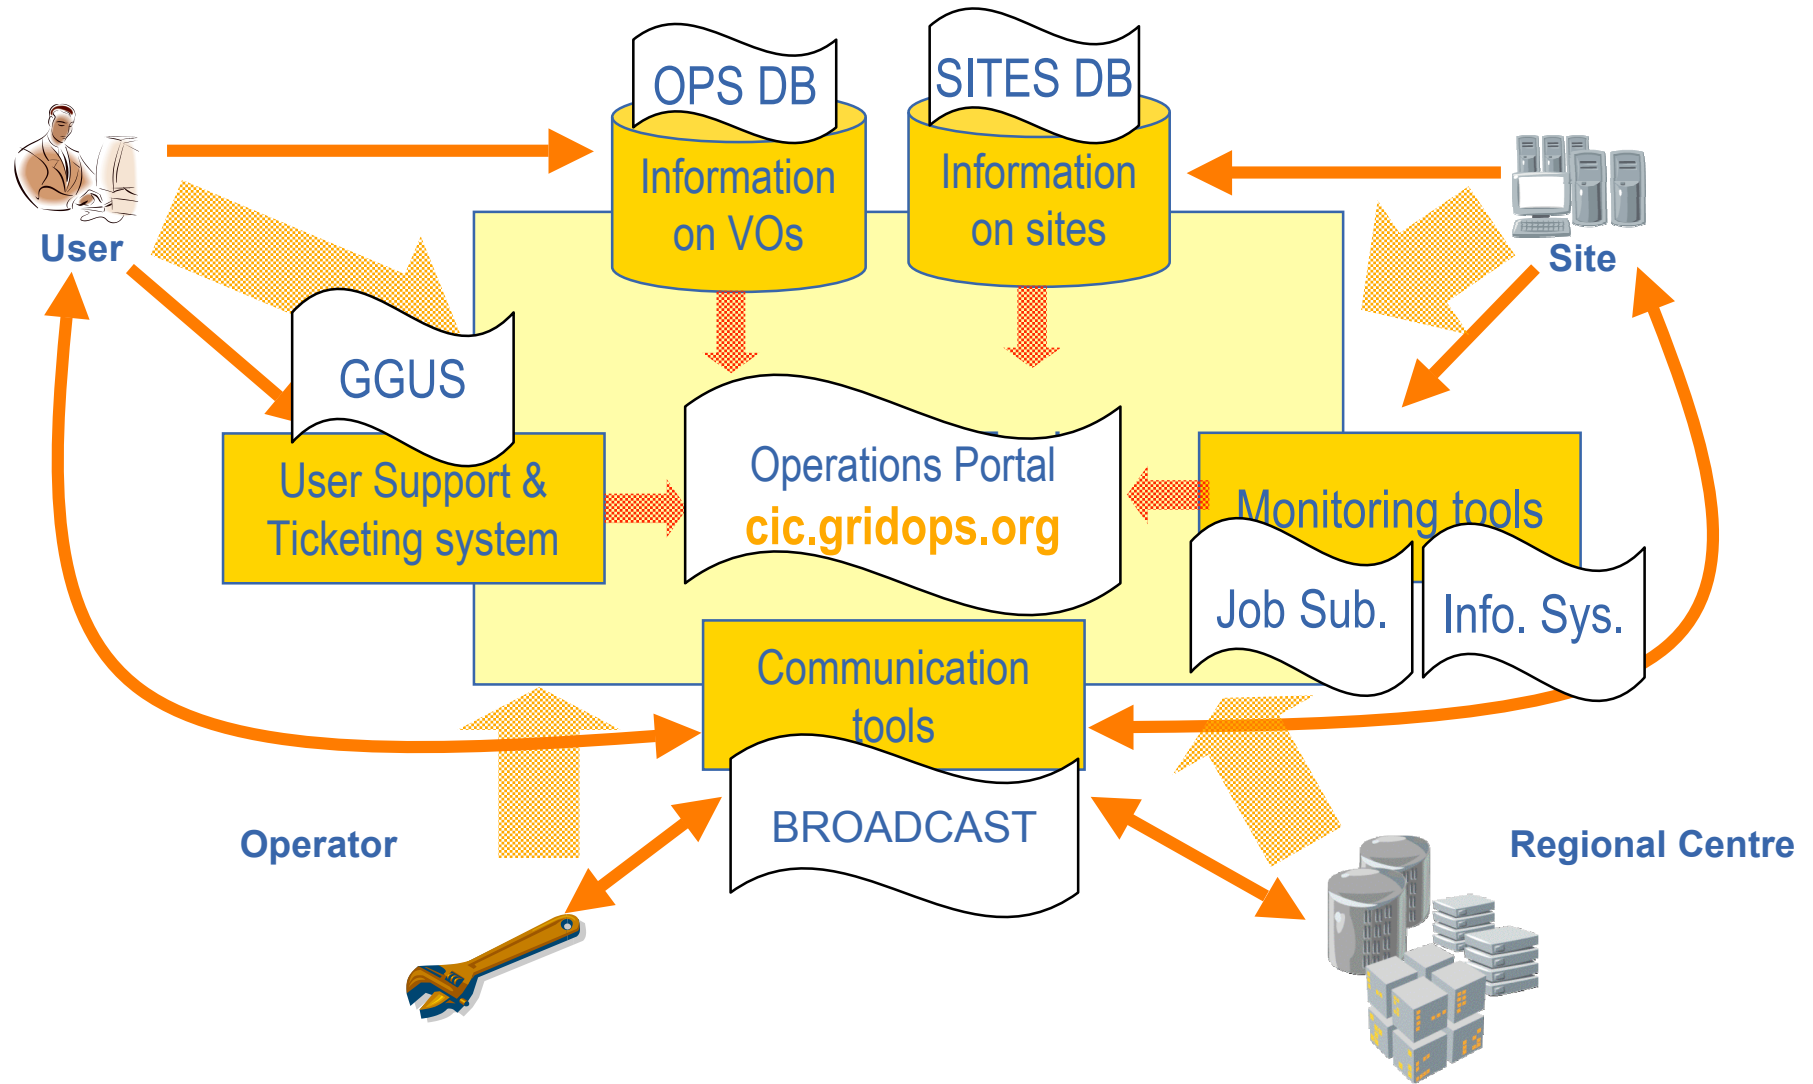 OPS DB
SITES DB
Information
on VOs
Information
on sites
User
Site
GGUS
User Support &
Ticketing system
Operations Portal
cic.gridops.org
Monitoring tools
Job Sub.
Info. Sys.
Communication
tools
BROADCAST
Operator
Regional Centre